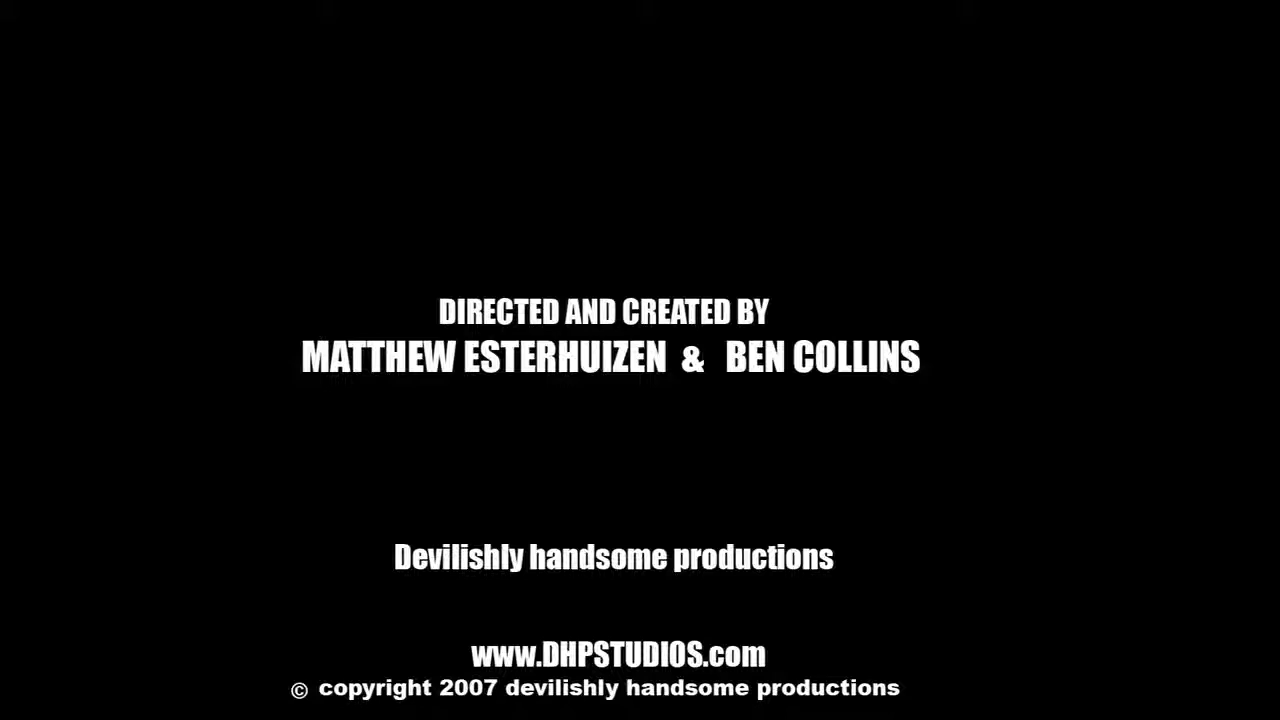 DIRECTED AND CREATED BY
MATTHEW ESTERHUIZEN & BEN COLLINS
Devilishly handsome productions
www.DHPSTUDIOS.com
© copyright 2007 devilishly handsome productions